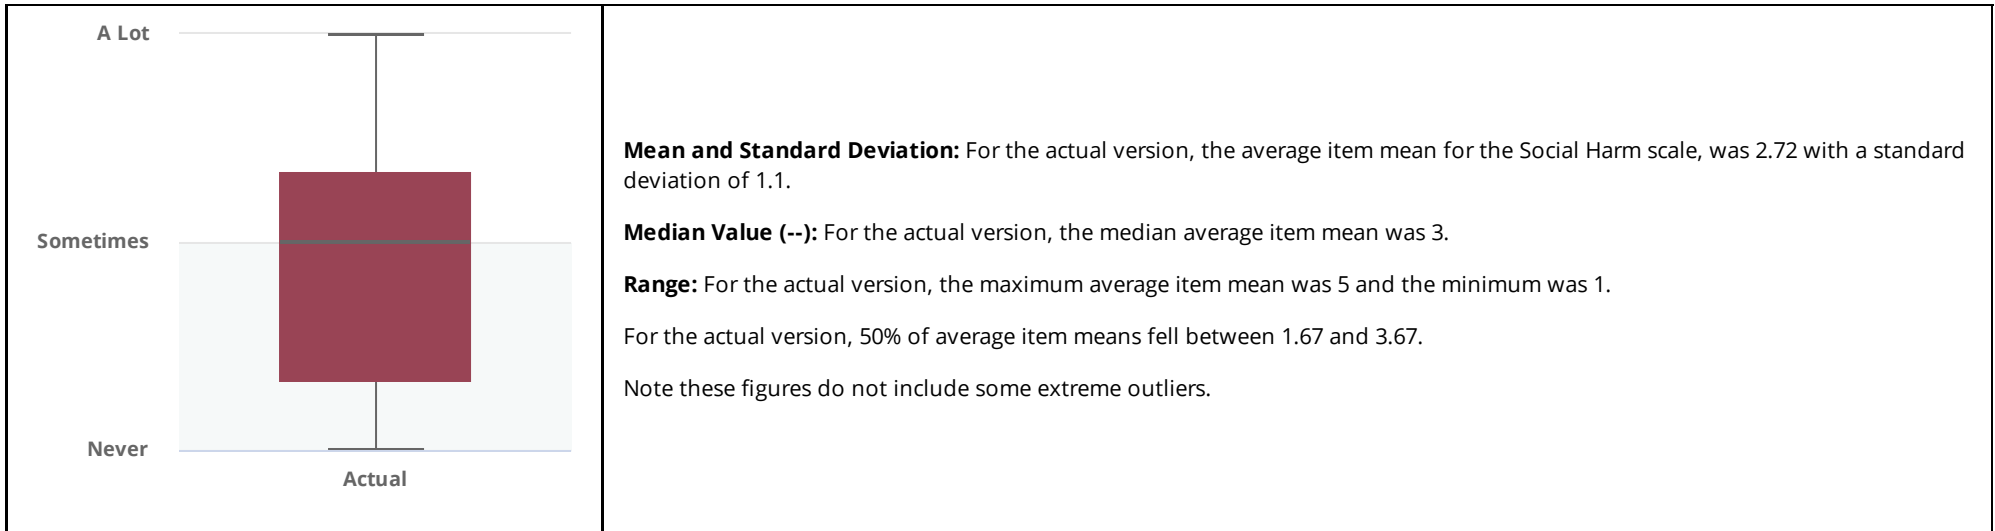 A Lot
Sometimes
Never
Actual
Mean and Standard Deviation: For the actual version, the average item mean for the Social Harm scale, was 2.72 with a standard
deviation of 1.1.
Median Value (--): For the actual version, the median average item mean was 3.
Range: For the actual version, the maximum average item mean was 5 and the minimum was 1.
For the actual version, 50% of average item means fell between 1.67 and 3.67.
Note these figures do not include some extreme outliers.